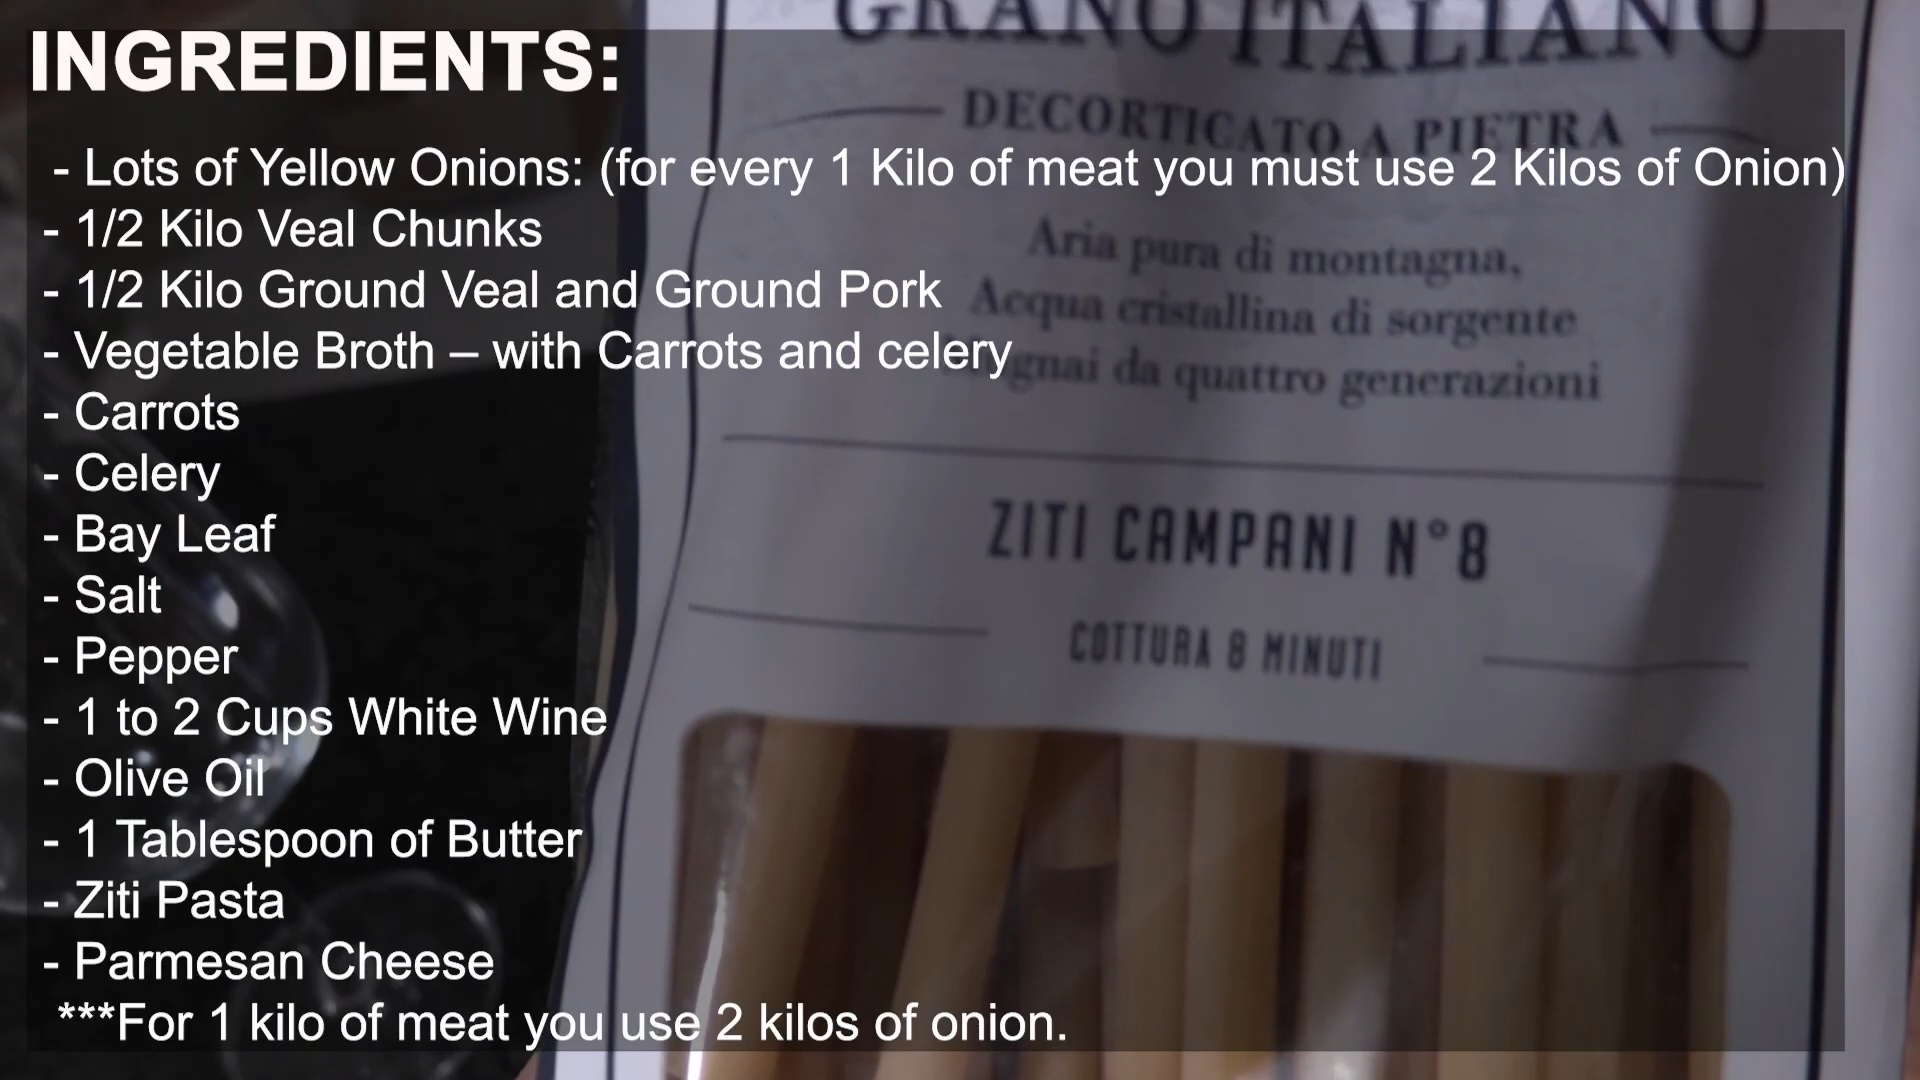 INGREDIENTS:
- Lots of Yellow Onions: (for every 1 Kilo of meat you must use 2 Kilos of Onion)
- 1/2 Kilo Veal Chunks
- 1/2 Kilo Ground Veal and Ground Pork
- Vegetable Broth – with Carrots and celery
- Carrots
- Celery
- Bay Leaf
- Salt
- Pepper
- 1 to 2 Cups White Wine
- Olive Oil
- 1 Tablespoon of Butter
- Ziti Pasta
- Parmesan Cheese
***For 1 kilo of meat you use 2 kilos of onion.
GRANO ITALIANO
DECORTICATO A PIETRA
Aria pura di montagna,
Acqua cristallina di sorgente
da quattro generazioni
ZITI CAMPANI N°8
COTTURA 8 MINUTI